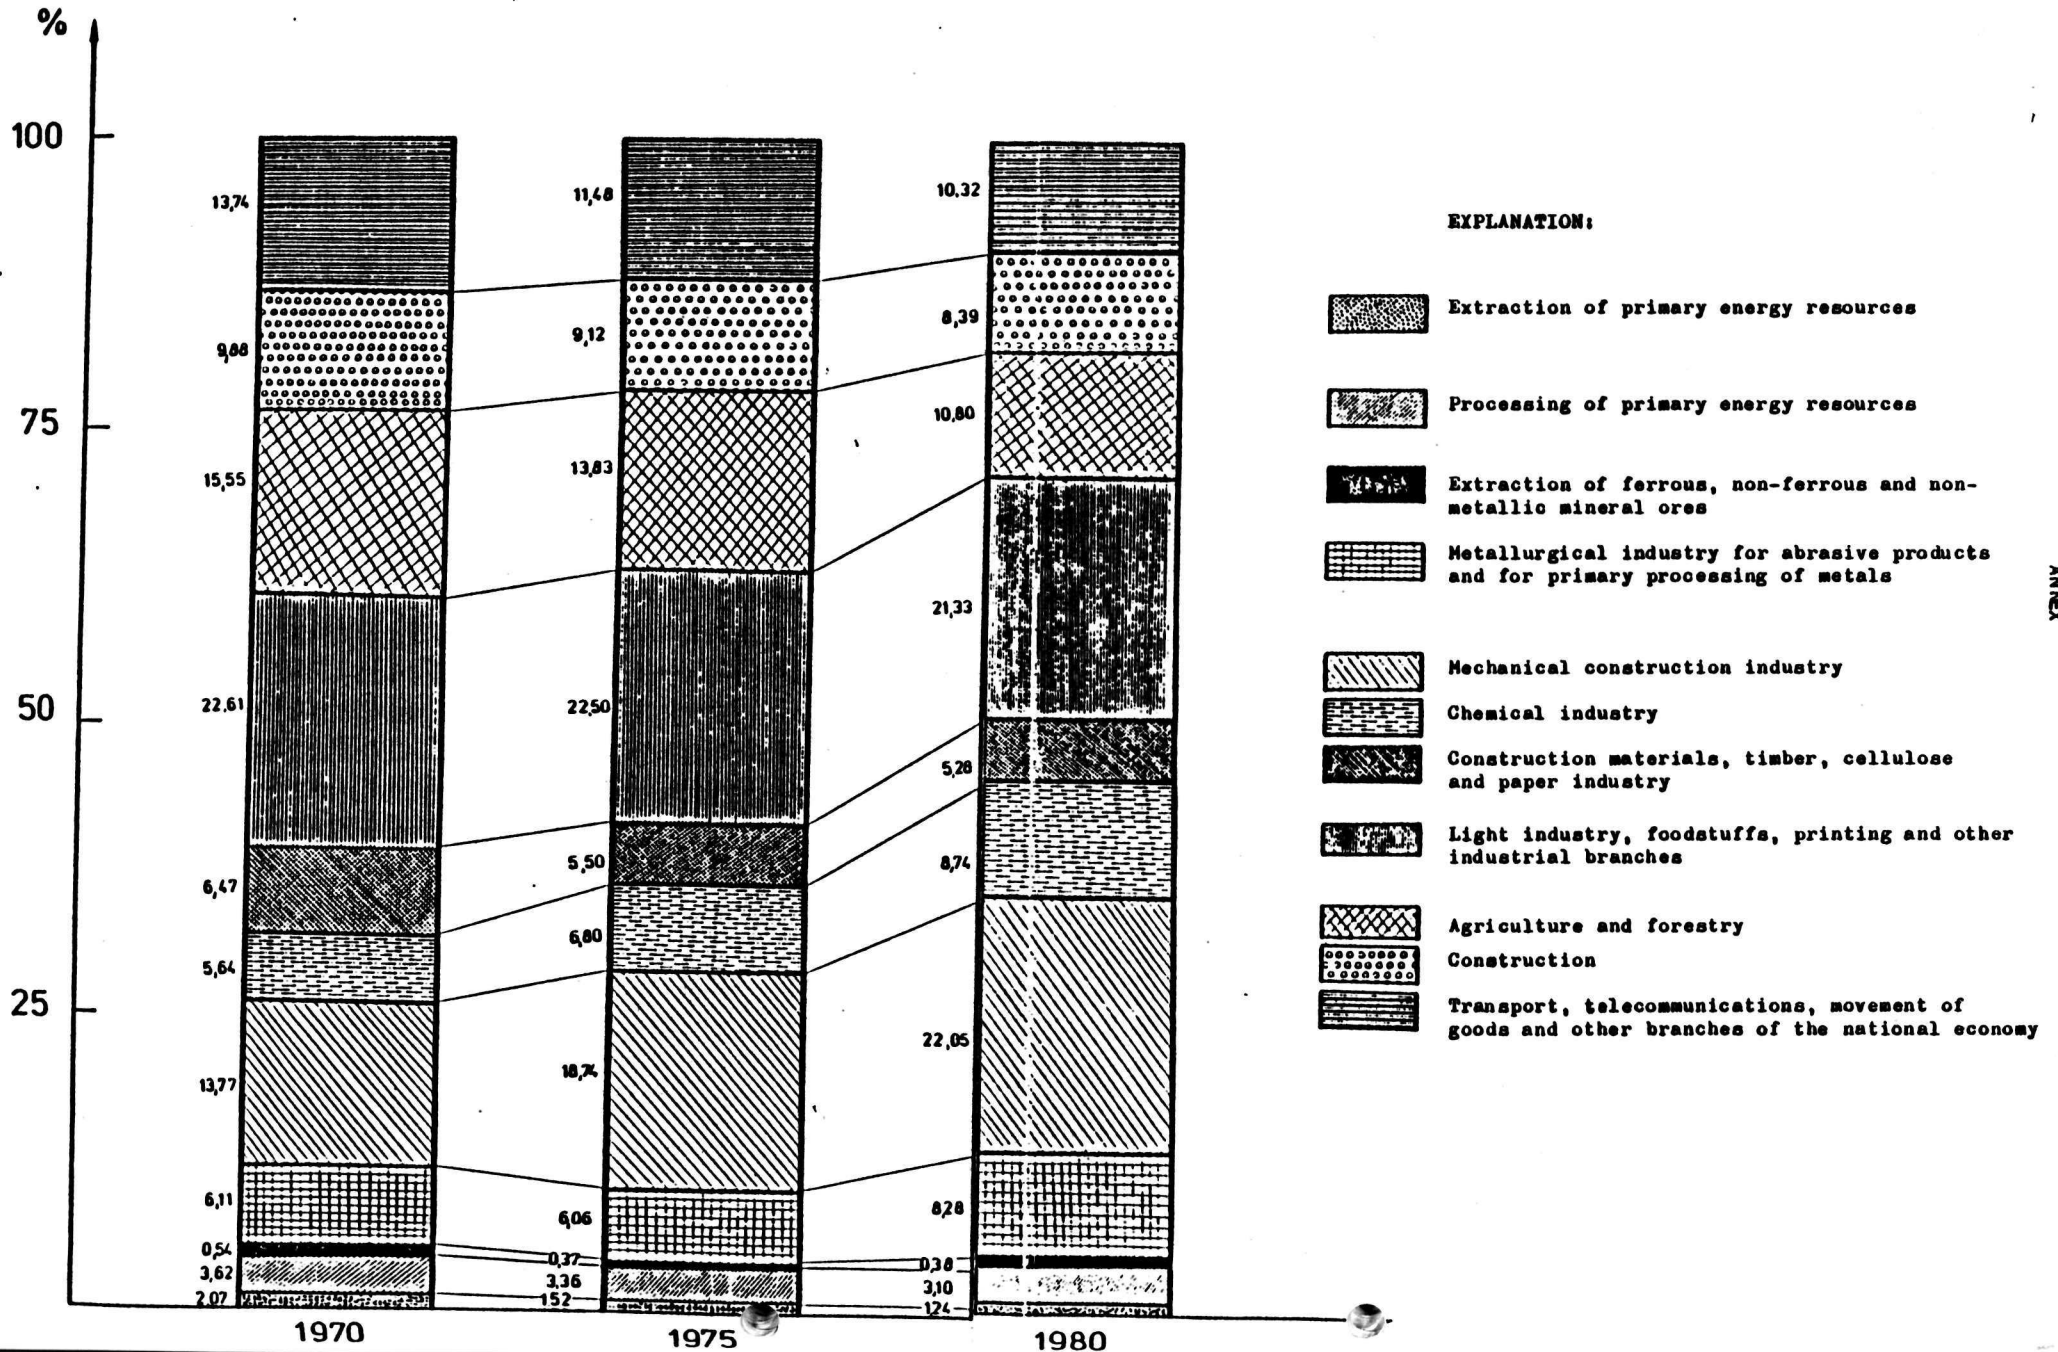 %
100
75
50
25
13,74
9,88
15,55
22,61
6,47
5,64
13,77
6,11
0,54
3,62
2,07
1970
11,48
9,12
13,83
22,50
5,50
6,80
18,74
6,06
0,37
3,36
1,52
1975
10,32
8,39
10,80
21,33
5,28
8,74
22,05
8,28
0,38
3,10
1,24
1980
EXPLANATION:
Extraction of primary energy resources
Processing of primary energy resources
Extraction of ferrous, non-ferrous and non-
metallic mineral ores
Metallurgical industry for abrasive products
and for primary processing of metals
Mechanical construction industry
Chemical industry
Construction materials, timber, cellulose
and paper industry
Light industry, foodstuffs, printing and other
industrial branches
Agriculture and forestry
Construction
Transport, telecommunications, movement of
goods and other branches of the national economy
ANNEX